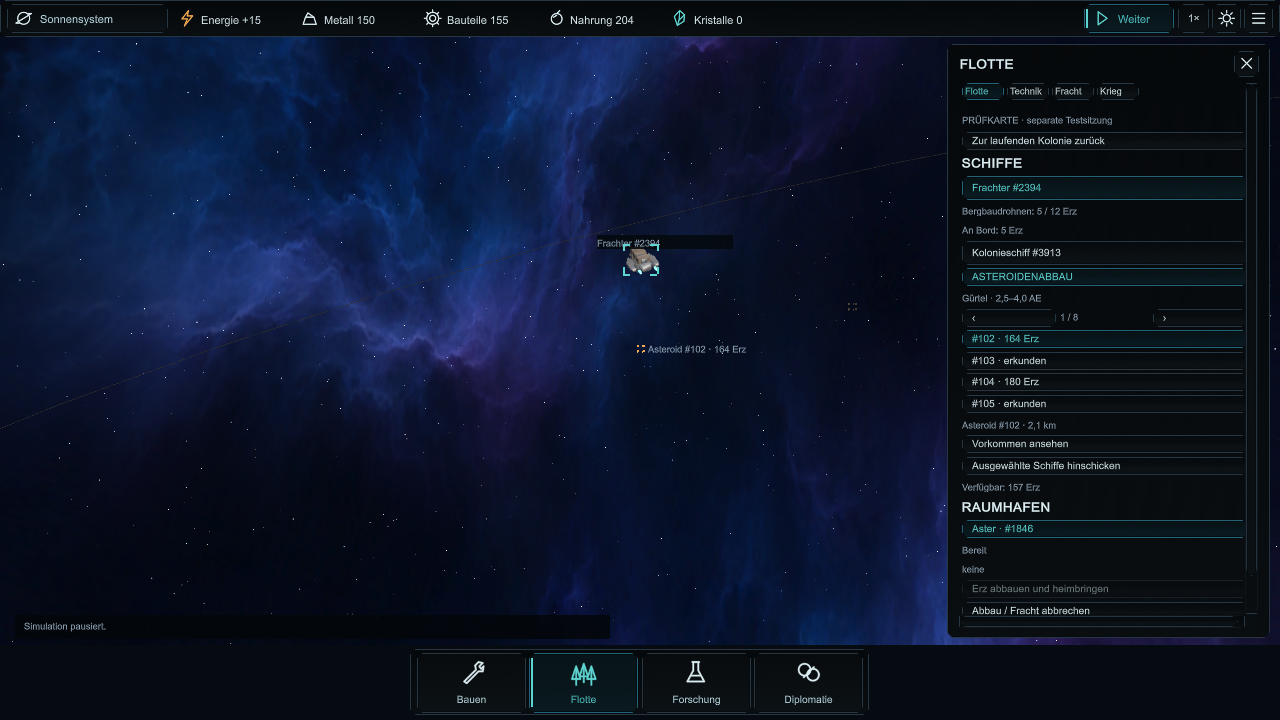 Sonnensystem
Energie +15
Metall 150
Bauteile 155
Nahrung 204
Kristalle 0
Weiter
1×
FLOTTE
Flotte
Technik
Fracht
Krieg
PRÜFKARTE · separate Testsitzung
Zur laufenden Kolonie zurück
SCHIFFE
Frachter #2394
Bergbaudrohnen: 5 / 12 Erz
An Bord: 5 Erz
Kolonieschiff #3913
ASTEROIDENABBAU
Gürtel · 2,5–4,0 AE
‹ 1 / 8 ›
#102 · 164 Erz
#103 · erkunden
#104 · 180 Erz
#105 · erkunden
Asteroid #102 · 2,1 km
Vorkommen ansehen
Ausgewählte Schiffe hinschicken
Verfügbar: 157 Erz
RAUMHAFEN
Aster · #1846
Bereit
keine
Erz abbauen und heimbringen
Abbau / Fracht abbrechen
Frachter #2394
Asteroid #102 · 164 Erz
Simulation pausiert.
Bauen
Flotte
Forschung
Diplomatie